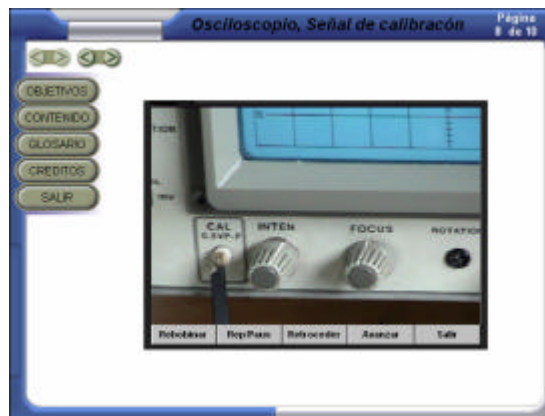 Osciloscopio, Señal de calibracón
Página
8 de 10
OBJETIVOS
CONTENIDO
GLOSARIO
CREDITOS
SALIR
CAL
INTEN
FOCUS
ROTATIO
Rebobinar Rep/Paus Retroceder Avanzar Salir